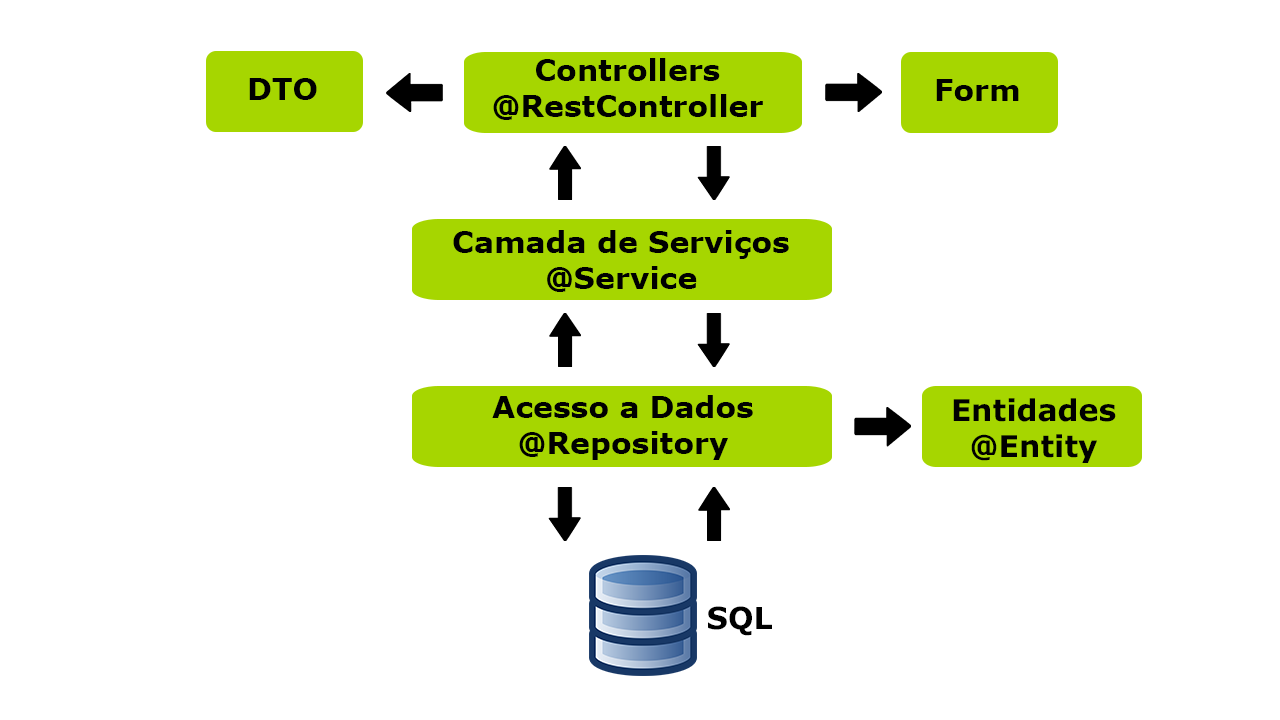 DTO
Controllers
@RestController
Form
Camada de Serviços
@Service
Acesso a Dados
@Repository
Entidades
@Entity
SQL